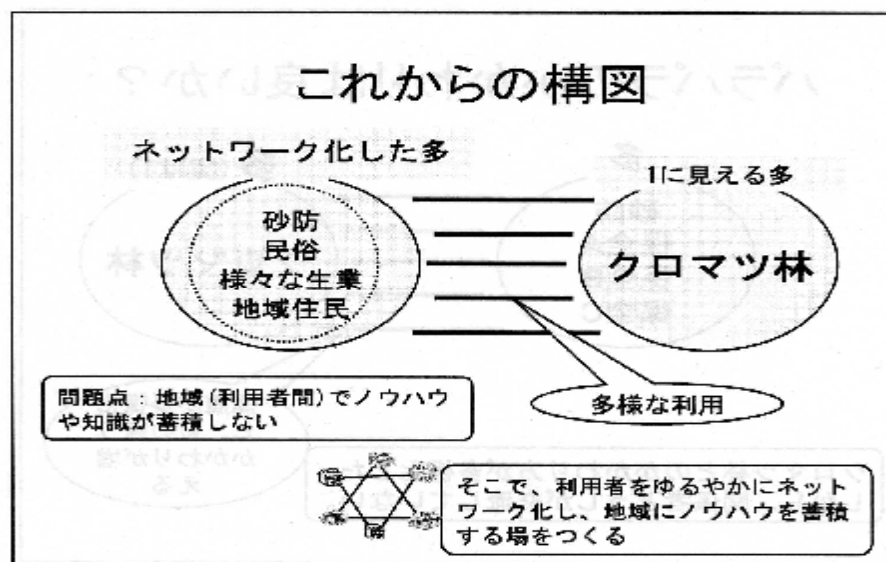 これからの構図
ネットワーク化した多
1に見える多
砂防
民俗
様々な生業
地域住民
クロマツ林
問題点：地域(利用者間)でノウハウ
や知識が蓄積しない
多様な利用
そこで、利用者をゆるやかにネット
ワーク化し、地域にノウハウを蓄積
する場をつくる